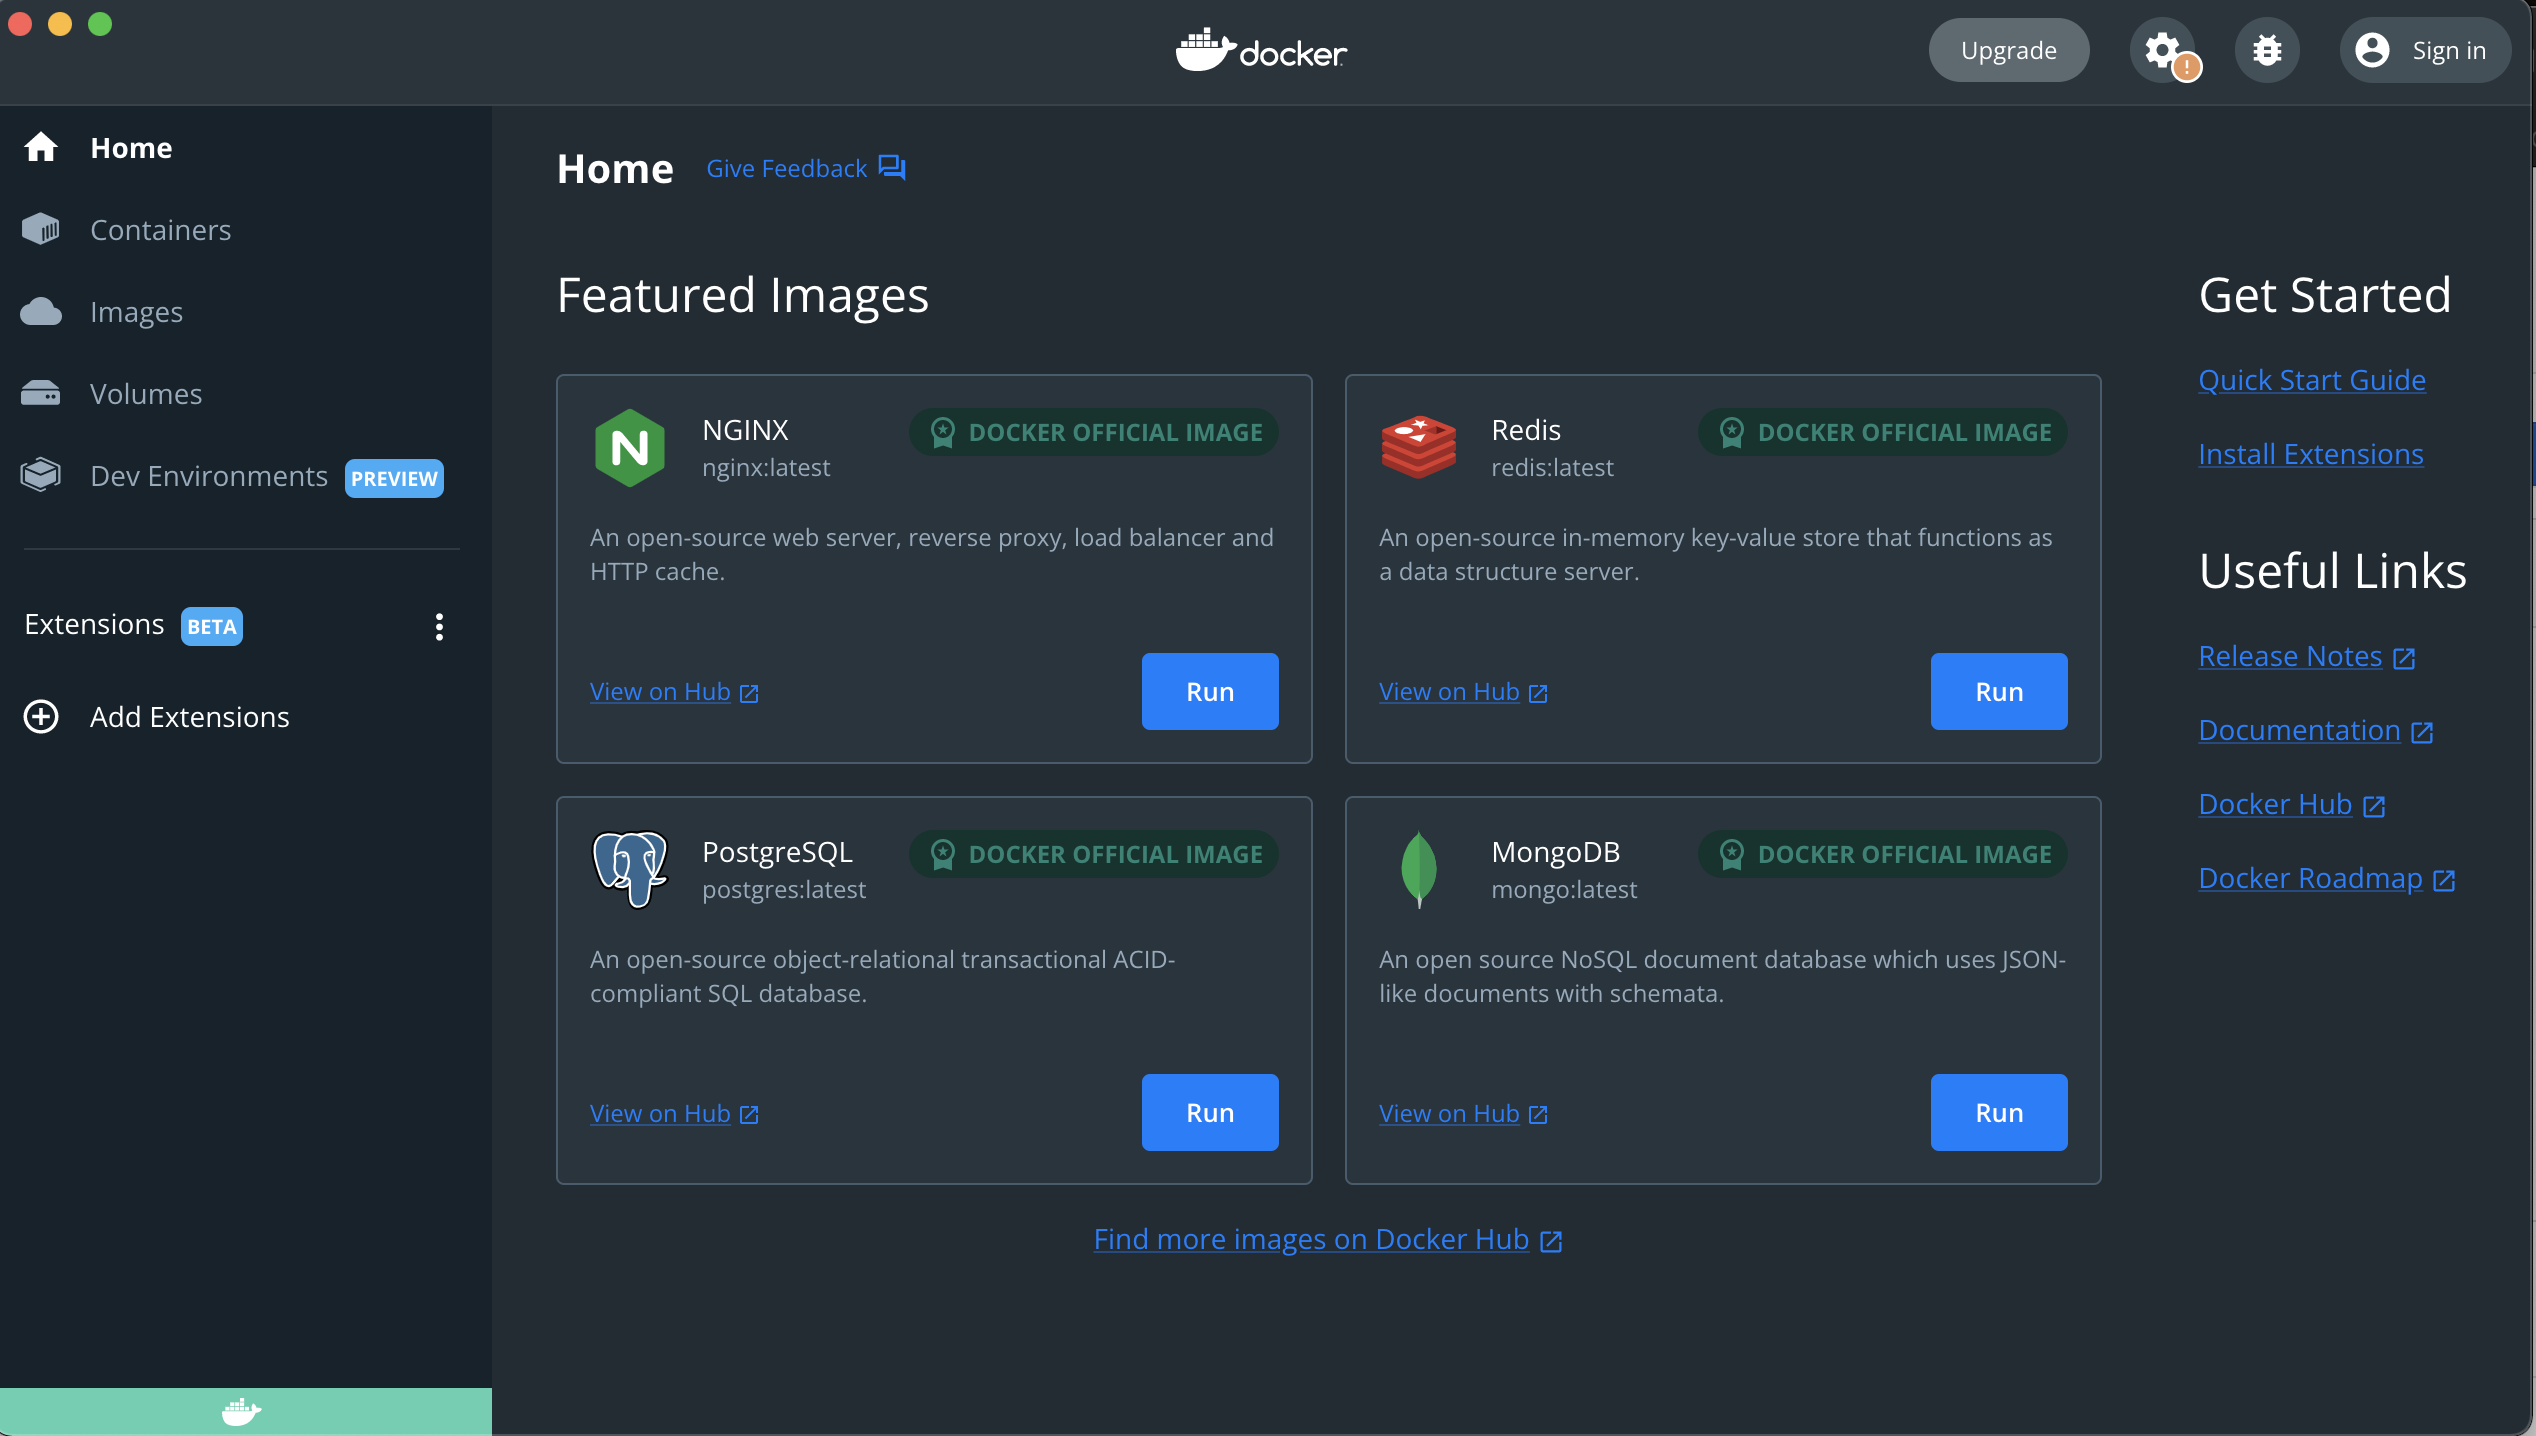 docker
Upgrade
!
Sign in
Home
Containers
Images
Volumes
Dev Environments PREVIEW
Extensions BETA
Add Extensions
Home Give Feedback
Featured Images
NGINX
nginx:latest
DOCKER OFFICIAL IMAGE
An open-source web server, reverse proxy, load balancer and
HTTP cache.
View on Hub
Run
Redis
redis:latest
DOCKER OFFICIAL IMAGE
An open-source in-memory key-value store that functions as
a data structure server.
View on Hub
Run
PostgreSQL
postgres:latest
DOCKER OFFICIAL IMAGE
An open-source object-relational transactional ACID-
compliant SQL database.
View on Hub
Run
MongoDB
mongo:latest
DOCKER OFFICIAL IMAGE
An open source NoSQL document database which uses JSON-
like documents with schemata.
View on Hub
Run
Find more images on Docker Hub
Get Started
Quick Start Guide
Install Extensions
Useful Links
Release Notes
Documentation
Docker Hub
Docker Roadmap